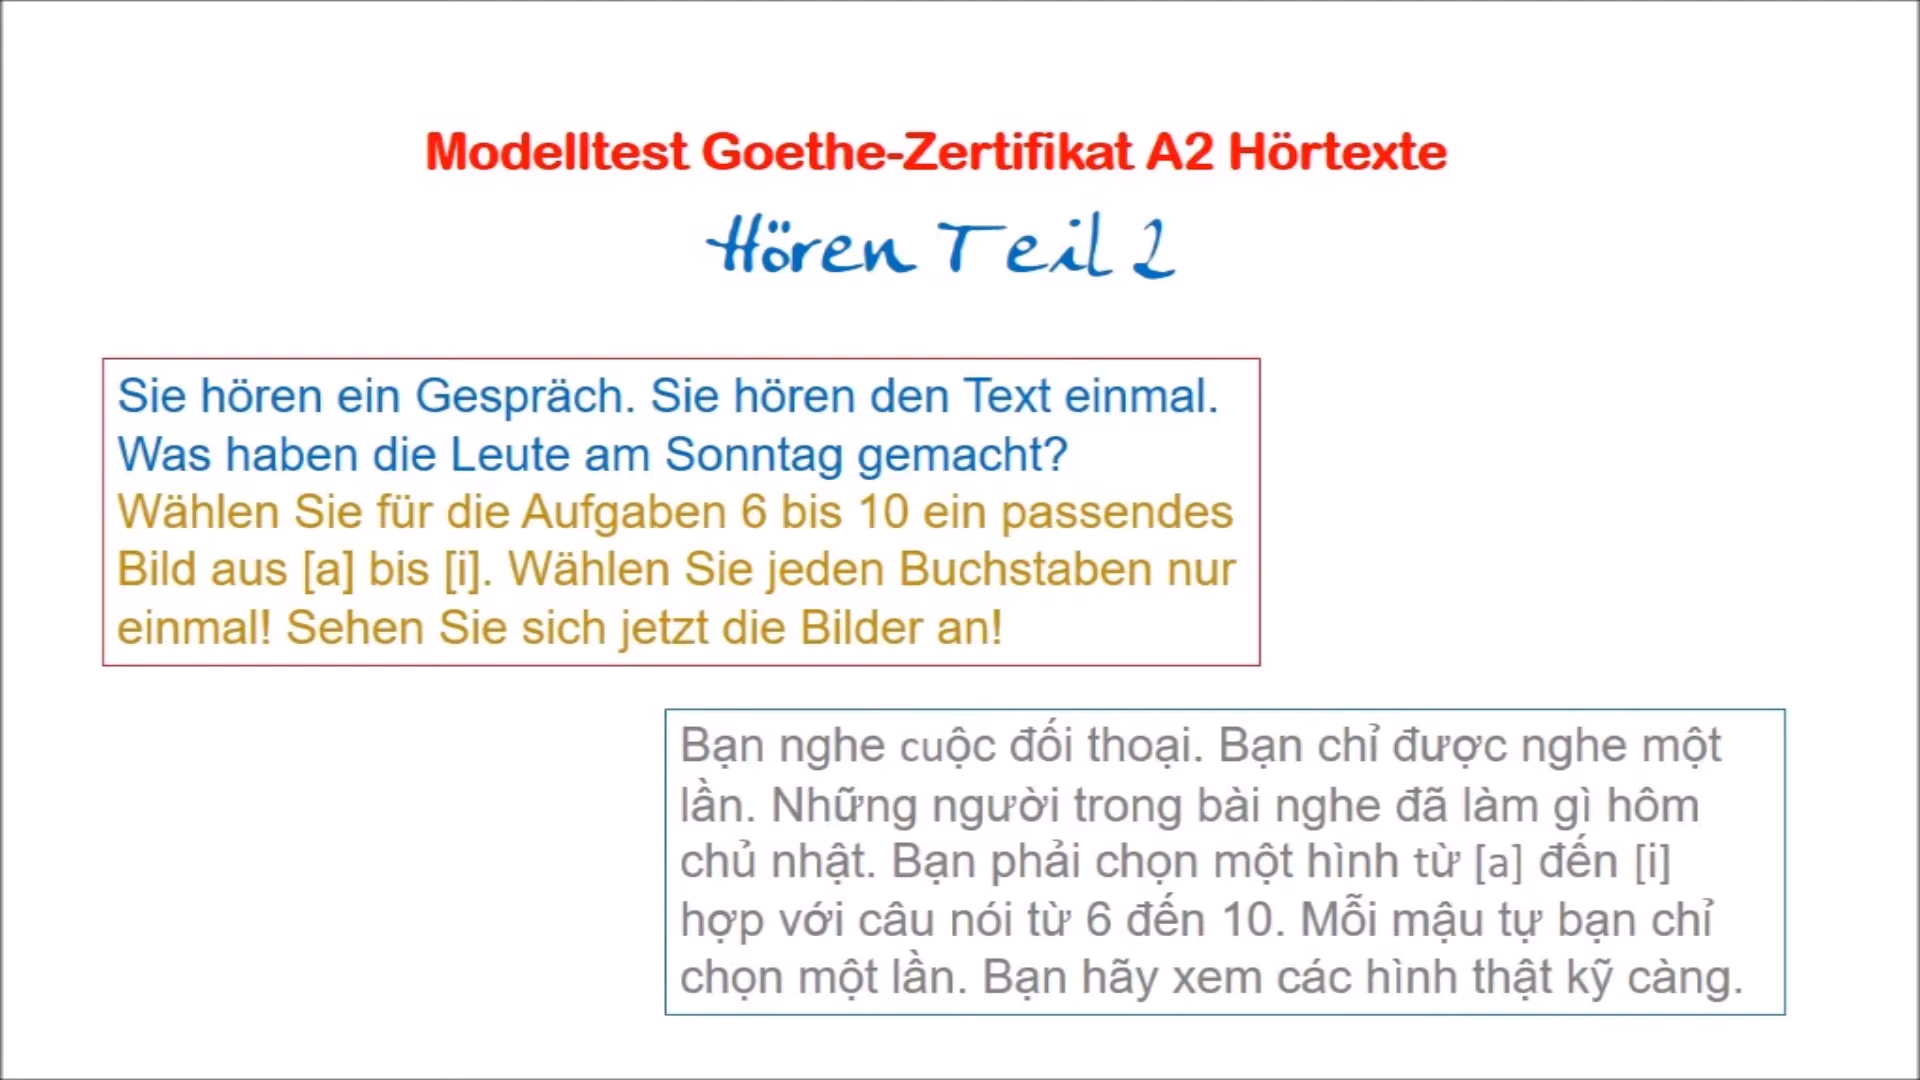 Modelltest Goethe-Zertifikat A2 Hörtexte
Hören Teil 2
Sie hören ein Gespräch. Sie hören den Text einmal.
Was haben die Leute am Sonntag gemacht?
Wählen Sie für die Aufgaben 6 bis 10 ein passendes
Bild aus [a] bis [i]. Wählen Sie jeden Buchstaben nur
einmal! Sehen Sie sich jetzt die Bilder an!
Bạn nghe cuộc đối thoại. Bạn chỉ được nghe một
lần. Những người trong bài nghe đã làm gì hôm
chủ nhật. Bạn phải chọn một hình từ [a] đến [i]
hợp với câu nói từ 6 đến 10. Mỗi mậu tự bạn chỉ
chọn một lần. Bạn hãy xem các hình thật kỹ càng.